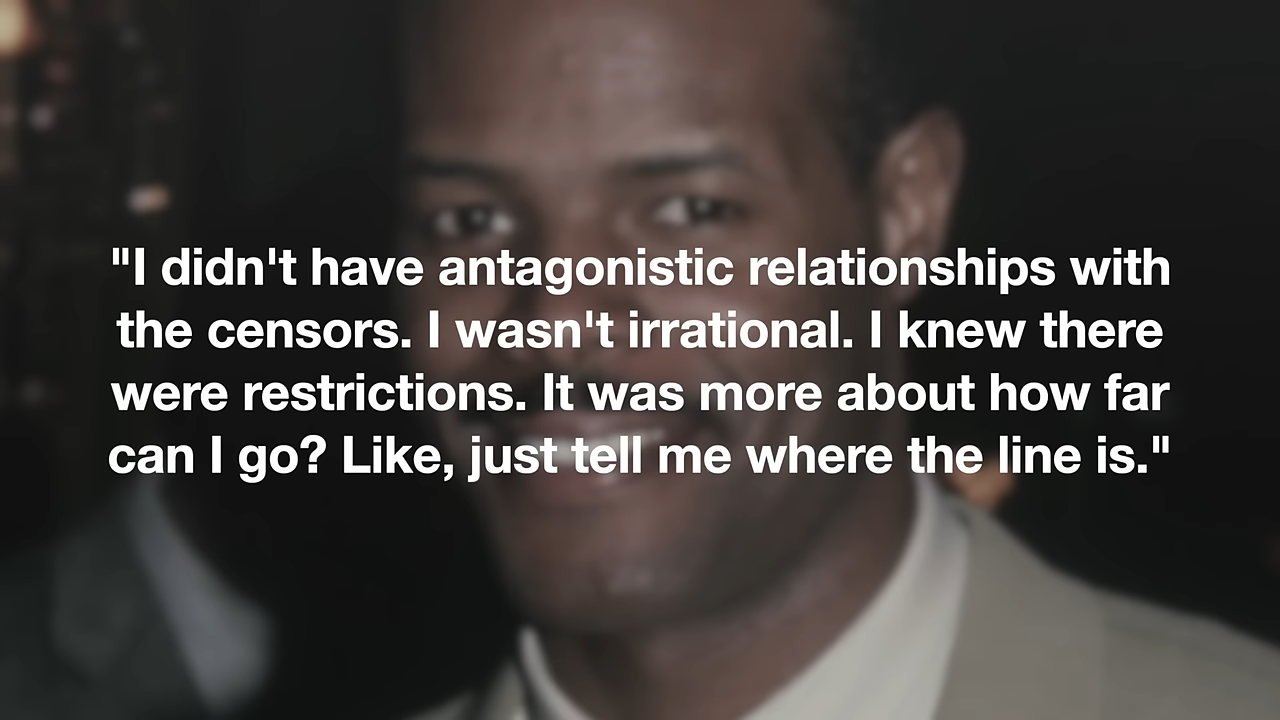 "I didn't have antagonistic relationships with
the censors. I wasn't irrational. I knew there
were restrictions. It was more about how far
can I go? Like, just tell me where the line is."